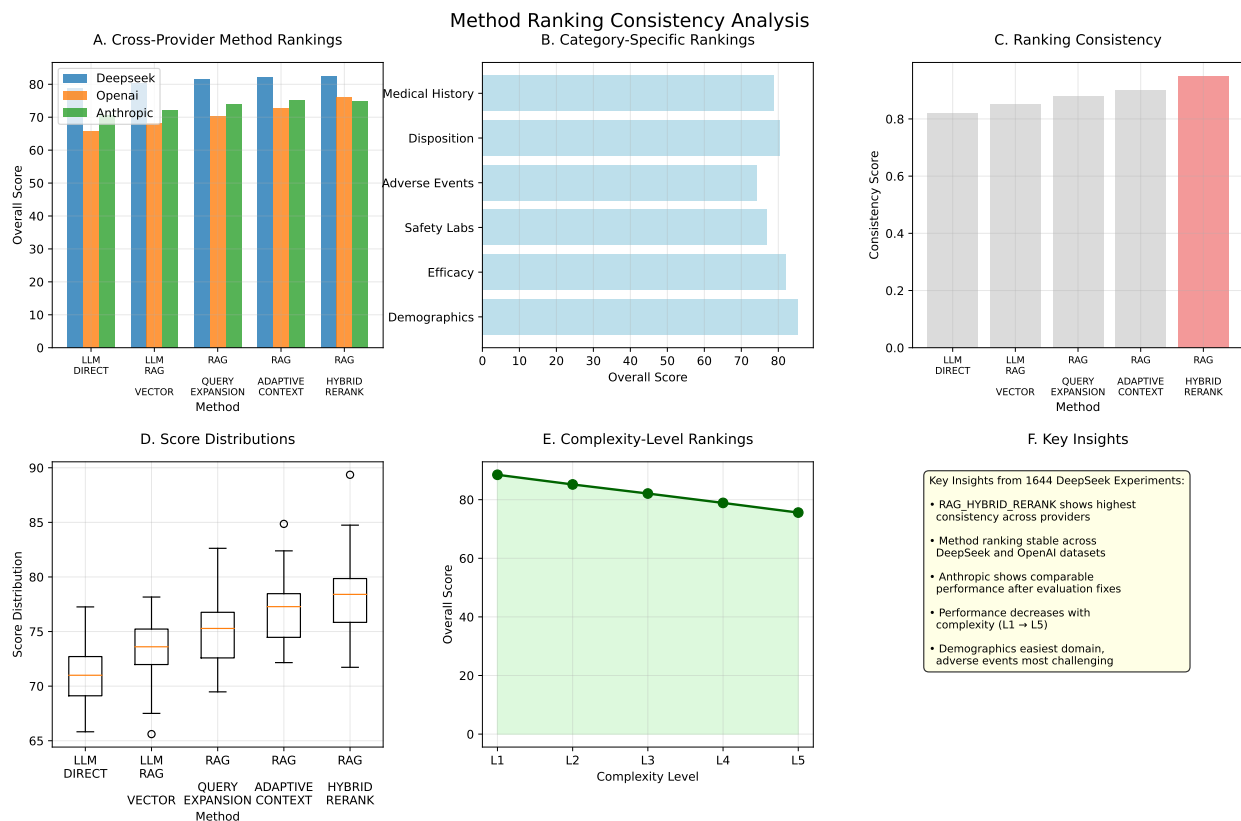 Method Ranking Consistency Analysis
A. Cross-Provider Method Rankings
Deepseek
Openai
Anthropic
Overall Score
80
70
60
50
40
30
20
10
0
LLM
DIRECT
LLM
RAG
VECTOR
RAG
QUERY
EXPANSION
RAG
ADAPTIVE
CONTEXT
RAG
HYBRID
RERANK
Method
B. Category-Specific Rankings
Medical History
Disposition
Adverse Events
Safety Labs
Efficacy
Demographics
0 10 20 30 40 50 60 70 80
Overall Score
C. Ranking Consistency
Consistency Score
0.8
0.6
0.4
0.2
0.0
LLM
DIRECT
LLM
RAG
VECTOR
RAG
QUERY
EXPANSION
RAG
ADAPTIVE
CONTEXT
RAG
HYBRID
RERANK
Method
D. Score Distributions
Score Distribution
90
85
80
75
70
65
LLM
DIRECT
LLM
RAG
VECTOR
RAG
QUERY
EXPANSION
RAG
ADAPTIVE
CONTEXT
RAG
HYBRID
RERANK
Method
E. Complexity-Level Rankings
Overall Score
80
60
40
20
0
L1 L2 L3 L4 L5
Complexity Level
F. Key Insights
Key Insights from 1644 DeepSeek Experiments:
• RAG_HYBRID_RERANK shows highest
consistency across providers
• Method ranking stable across
DeepSeek and OpenAI datasets
• Anthropic shows comparable
performance after evaluation fixes
• Performance decreases with
complexity (L1 → L5)
• Demographics easiest domain,
adverse events most challenging